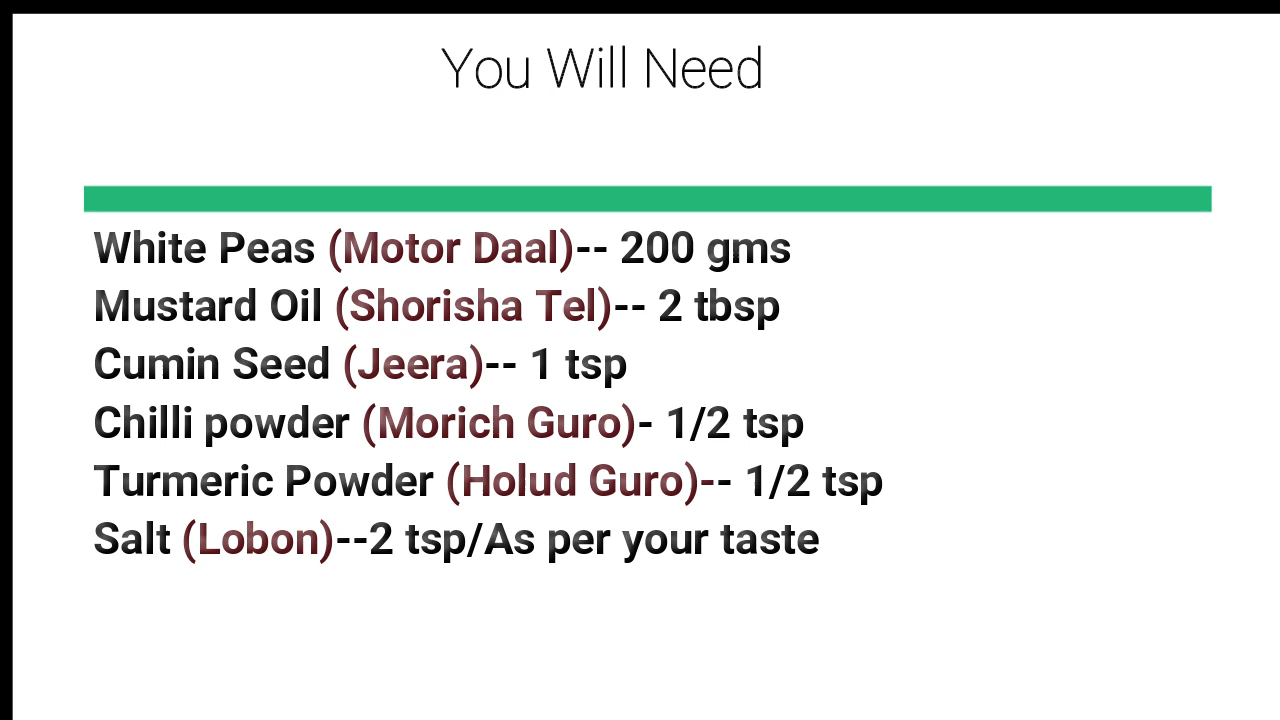 You Will Need
White Peas (Motor Daal)-- 200 gms
Mustard Oil (Shorisha Tel)-- 2 tbsp
Cumin Seed (Jeera)-- 1 tsp
Chilli powder (Morich Guro)- 1/2 tsp
Turmeric Powder (Holud Guro)-- 1/2 tsp
Salt (Lobon)--2 tsp/As per your taste